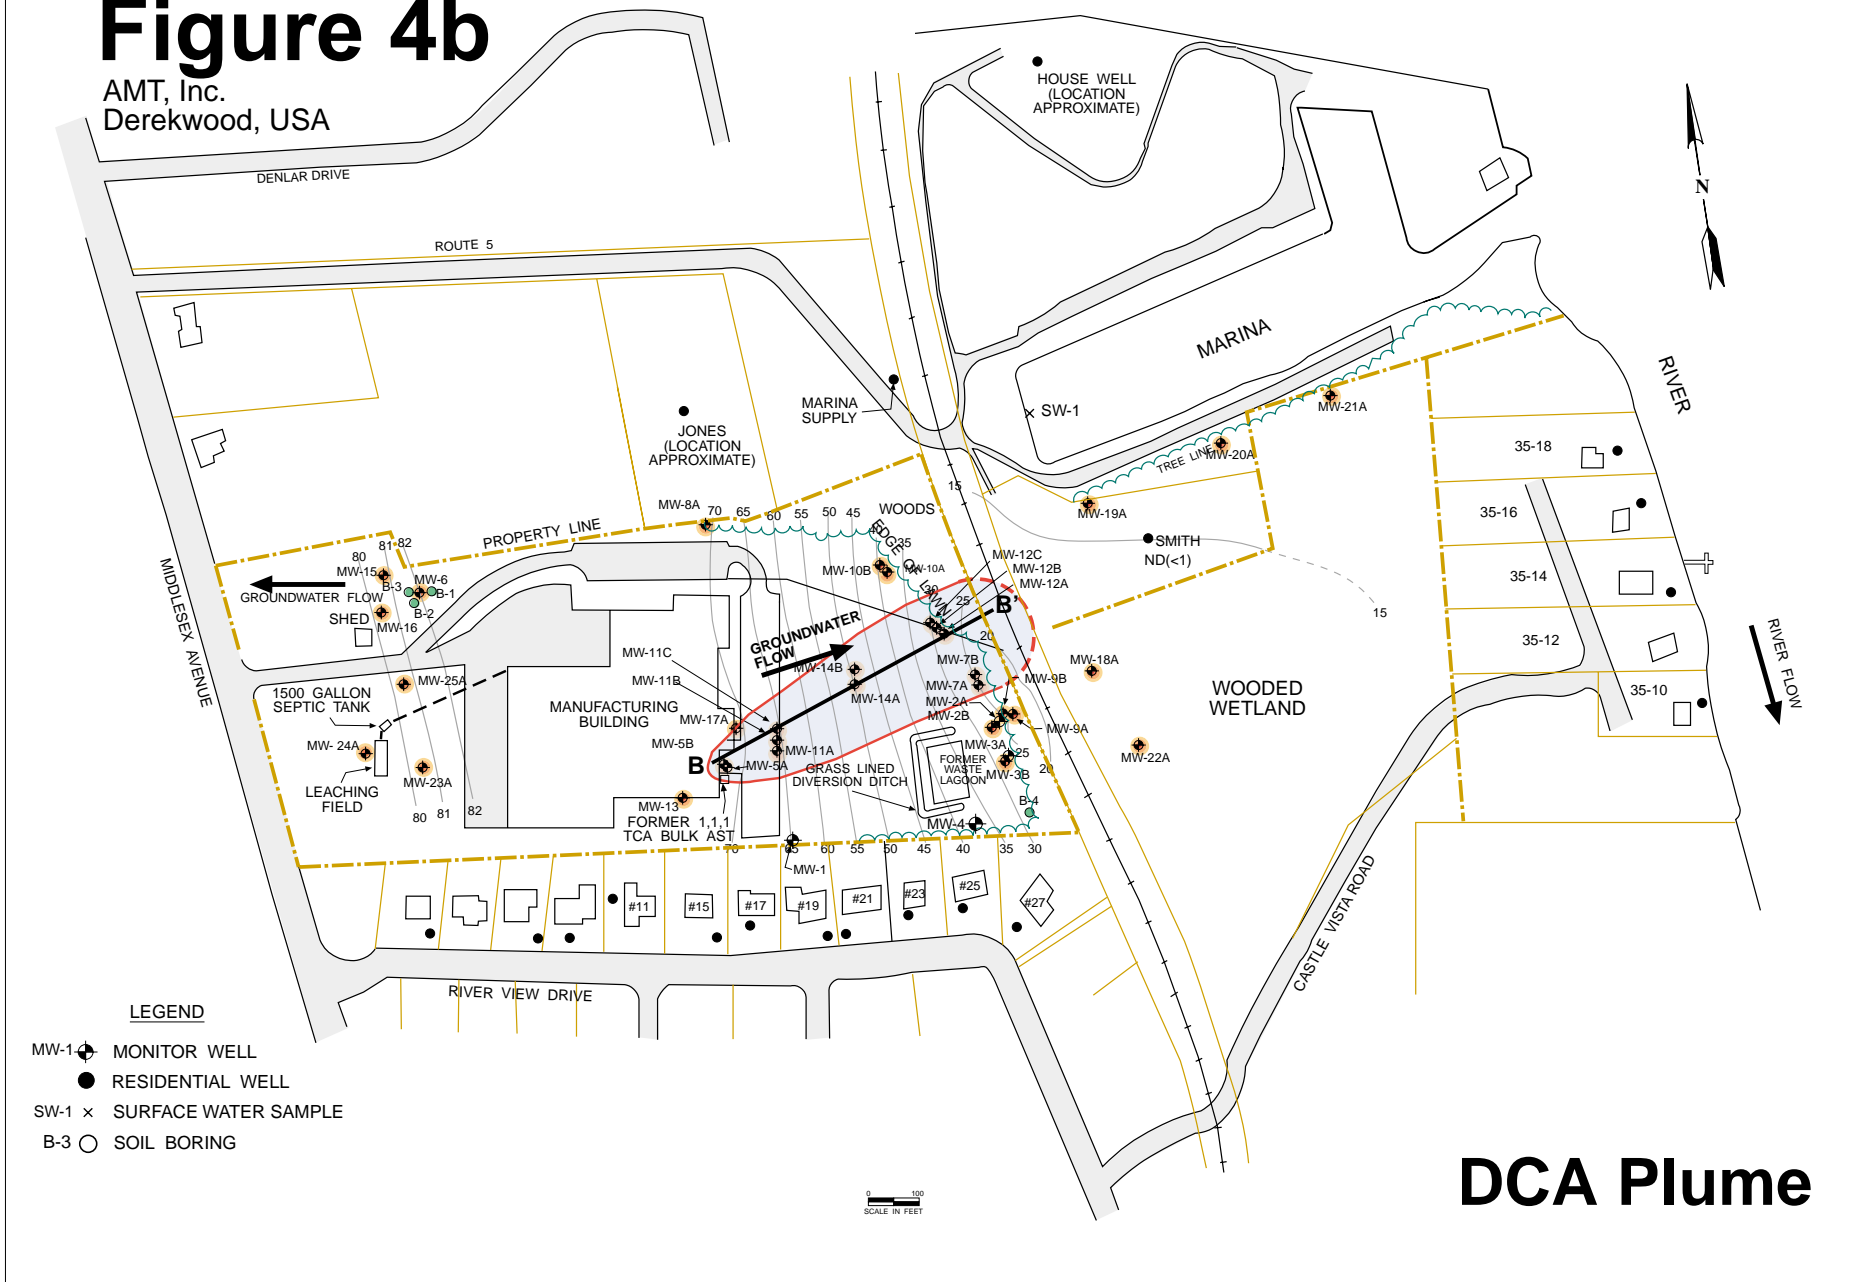 Figure 4b
AMT, Inc.
Derekwood, USA
DENLAR DRIVE
ROUTE 5
HOUSE WELL
(LOCATION
APPROXIMATE)
N
MARINA
RIVER
MARINA
SUPPLY
SW-1
JONES
(LOCATION
APPROXIMATE)
MW-21A
TREE LINE
MW-20A
MW-19A
35-18
35-16
35-14
35-12
35-10
RIVER FLOW
SMITH
ND(<1)
15
15
MW-8A
70
65
60
55
50
45
40
35
WOODS
EDGE OF LAWN
PROPERTY LINE
80
81
82
MW-15
MW-6
B-3
B-1
B-2
GROUNDWATER FLOW
SHED
MW-16
MIDDLESEX AVENUE
MW-10B
MW-10A
MW-12C
MW-12B
MW-12A
30
25
20
B'
GROUNDWATER
FLOW
MW-11C
MW-11B
MW-14B
MW-14A
MW-7B
MW-7A
MW-9B
MW-18A
MW-2A
MW-2B
MW-9A
MW-25A
1500 GALLON
SEPTIC TANK
MANUFACTURING
BUILDING
MW-17A
MW-5B
MW-11A
B
MW-5A
MW-3A
25
MW-3B
20
MW-22A
WOODED
WETLAND
MW- 24A
MW-23A
LEACHING
FIELD
GRASS LINED
DIVERSION DITCH
FORMER
WASTE
LAGOON
B-4
MW-4
MW-13
FORMER 1,1,1
TCA BULK AST
80
81
82
70
65
60
55
50
45
40
35
30
MW-1
#11
#15
#17
#19
#21
#23
#25
#27
CASTLE VISTA ROAD
RIVER VIEW DRIVE
LEGEND
MW-1 MONITOR WELL
RESIDENTIAL WELL
SW-1 × SURFACE WATER SAMPLE
B-3 SOIL BORING
0 100
SCALE IN FEET
DCA Plume